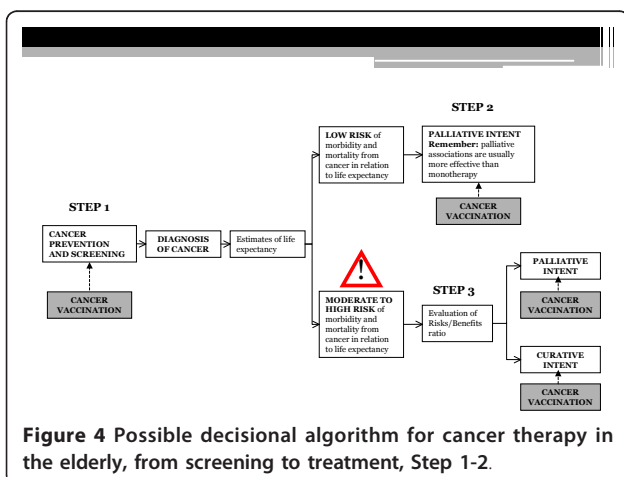 STEP 2
LOW RISK of
morbidity and
mortality from
cancer in relation
to life expectancy
PALLIATIVE INTENT
Remember: palliative
associations are usually
more effective than
monotherapy
CANCER
VACCINATION
STEP 1
CANCER
PREVENTION
AND SCREENING
DIAGNOSIS
OF CANCER
Estimates of life
expectancy
CANCER
VACCINATION
!
MODERATE TO
HIGH RISK of
morbidity and
mortality from
cancer in relation
to life expectancy
STEP 3
Evaluation of
Risks/Benefits
ratio
PALLIATIVE
INTENT
CANCER
VACCINATION
CURATIVE
INTENT
CANCER
VACCINATION
Figure 4 Possible decisional algorithm for cancer therapy in
the elderly, from screening to treatment, Step 1-2.